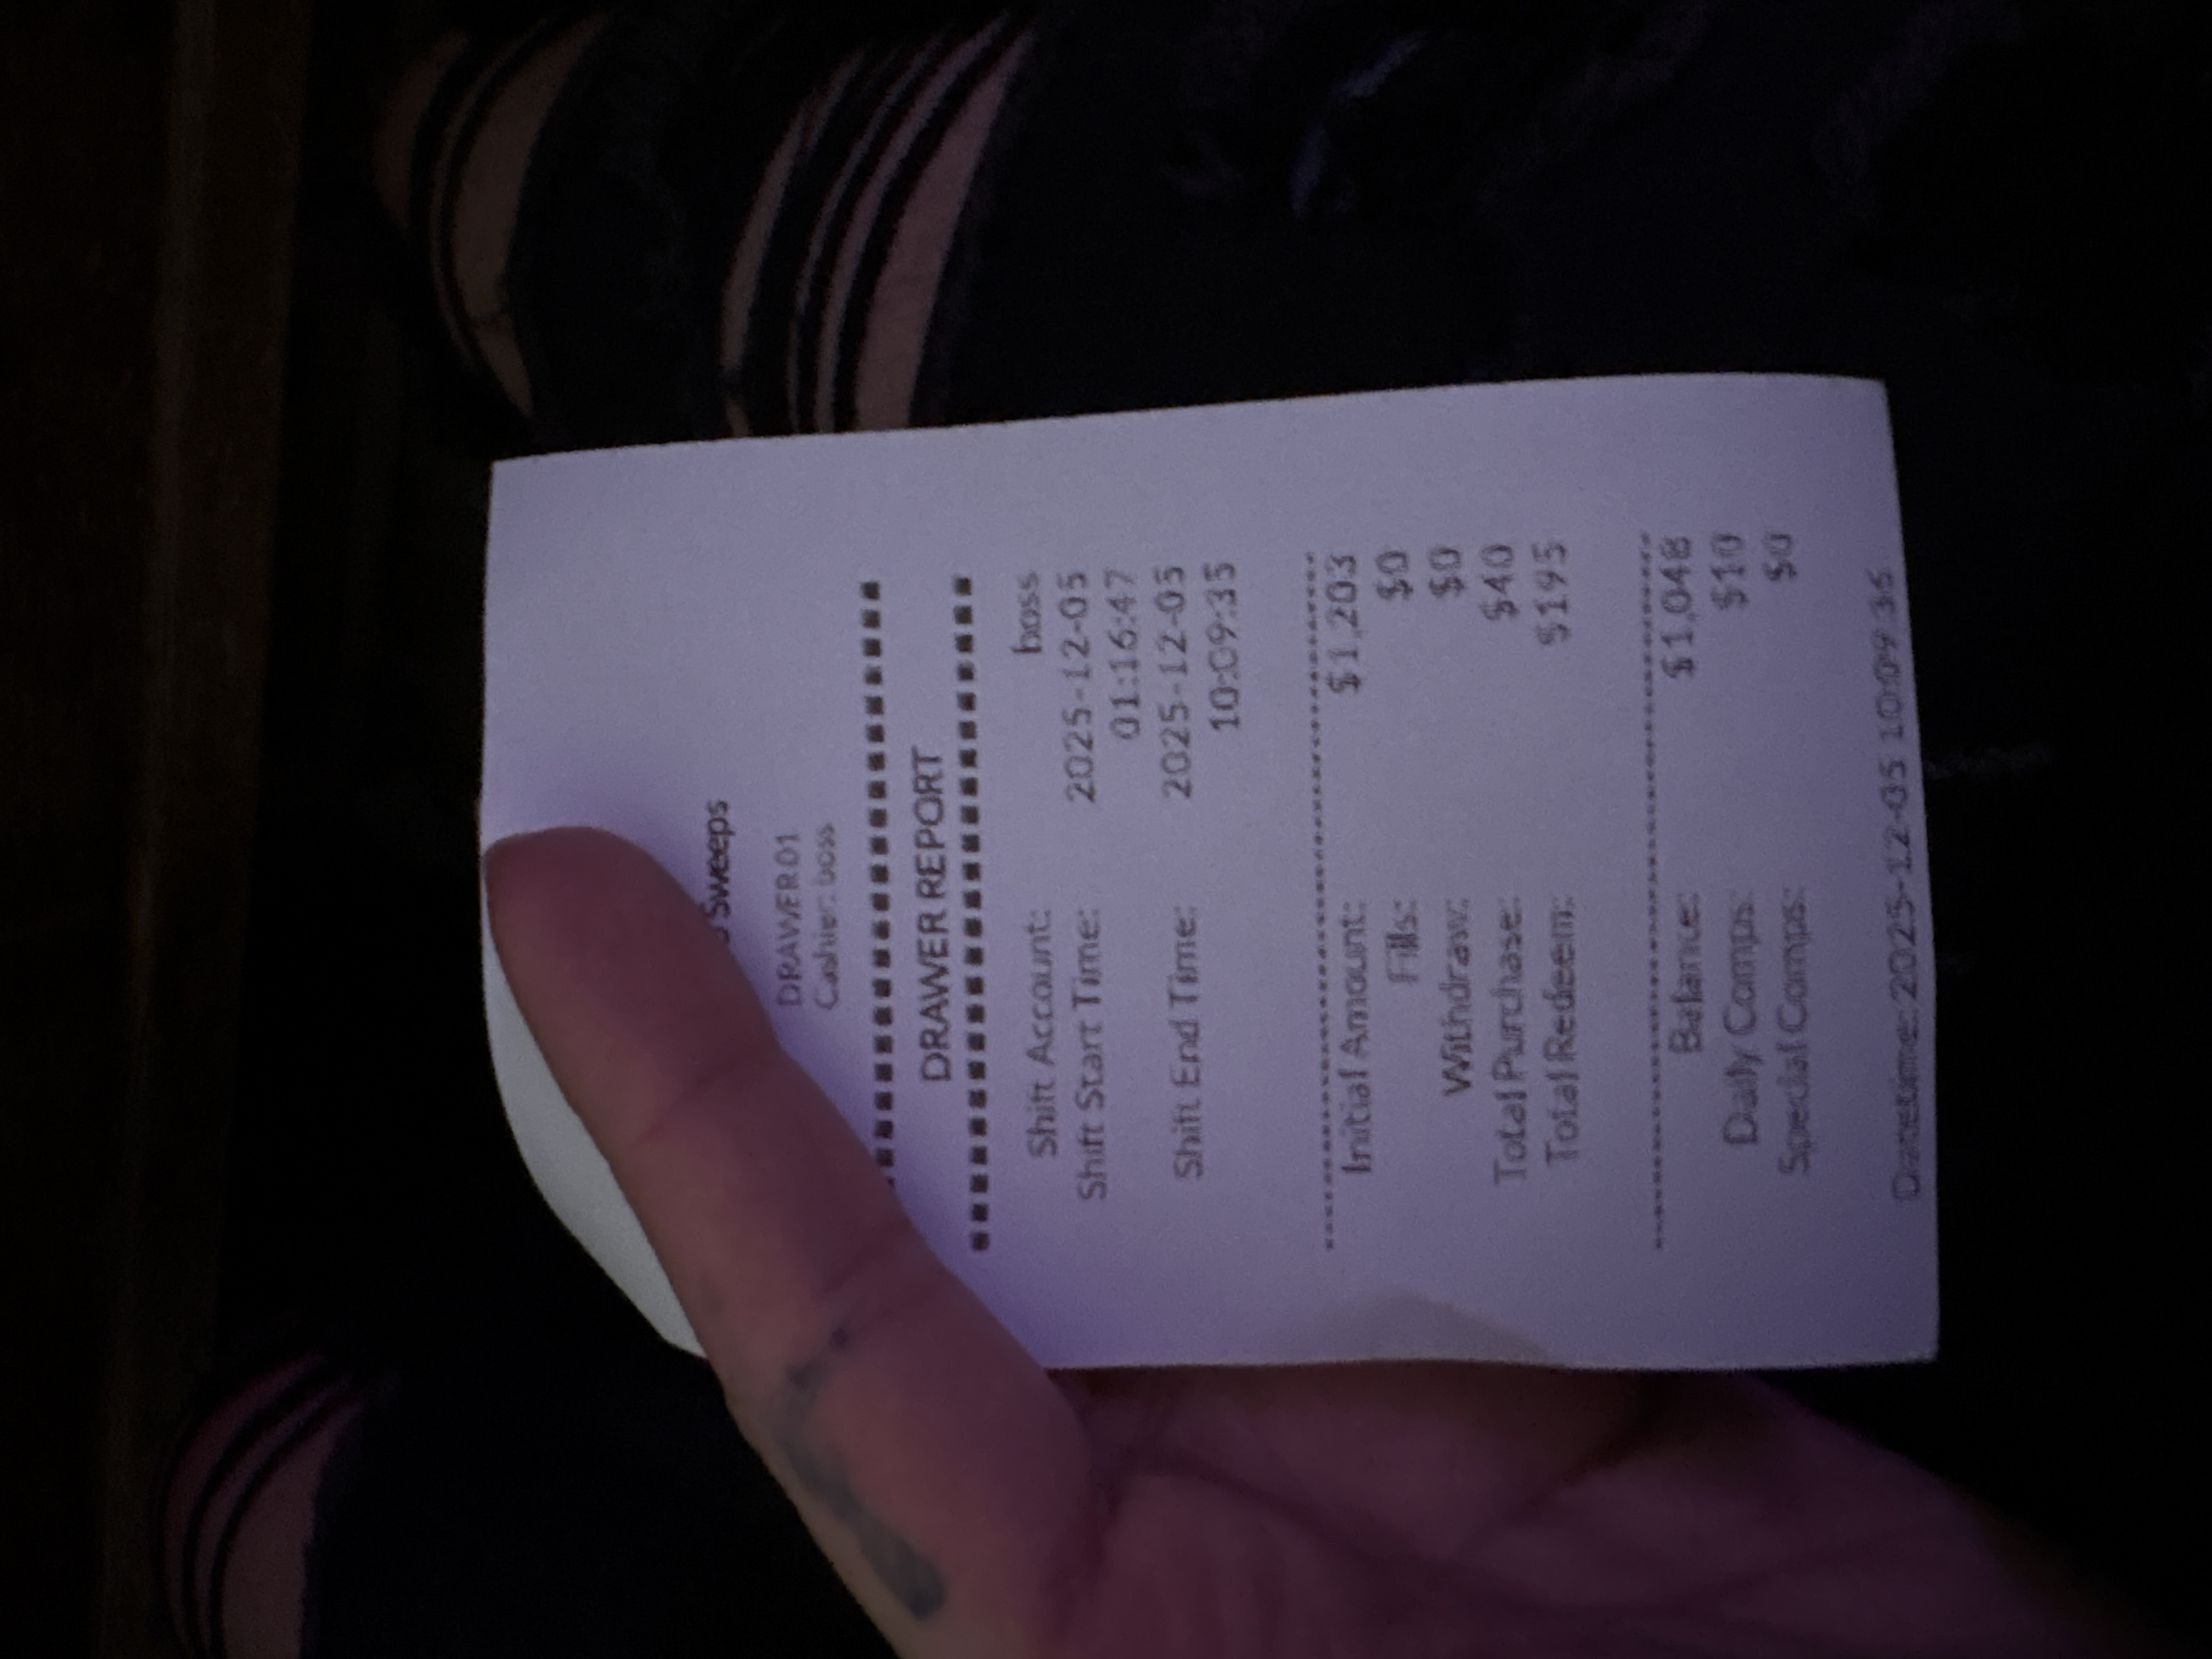 Sweeps
DRAWER01
Cashier: boss
DRAWER REPORT
Shift Account: boss
Shift Start Time: 2025-12-05
01:16:47
Shift End Time: 2025-12-05
10:09:35
Initial Amount: $1,203
Fills: $0
Withdraw: $0
Total Purchase: $40
Total Redeem: $195
Balance: $1,048
Daily Comps: $10
Special Comps: $0
Datetime: 2025-12-05 10:09:36